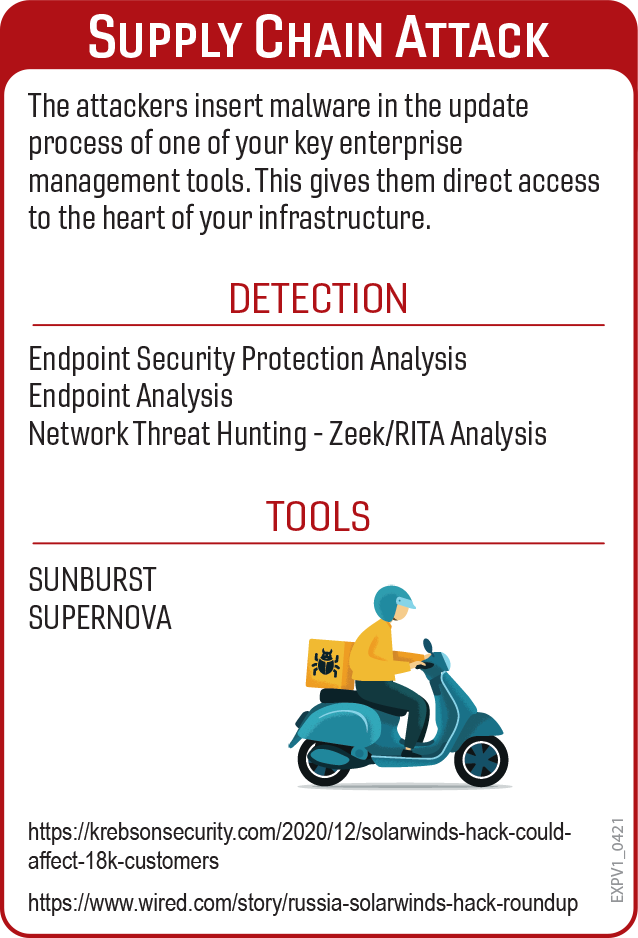 SUPPLY CHAIN ATTACK
The attackers insert malware in the update
process of one of your key enterprise
management tools. This gives them direct access
to the heart of your infrastructure.
DETECTION
Endpoint Security Protection Analysis
Endpoint Analysis
Network Threat Hunting - Zeek/RITA Analysis
TOOLS
SUNBURST
SUPERNOVA
https://krebsonsecurity.com/2020/12/solarwinds-hack-could-
affect-18k-customers
https://www.wired.com/story/russia-solarwinds-hack-roundup
EXPV1_0421